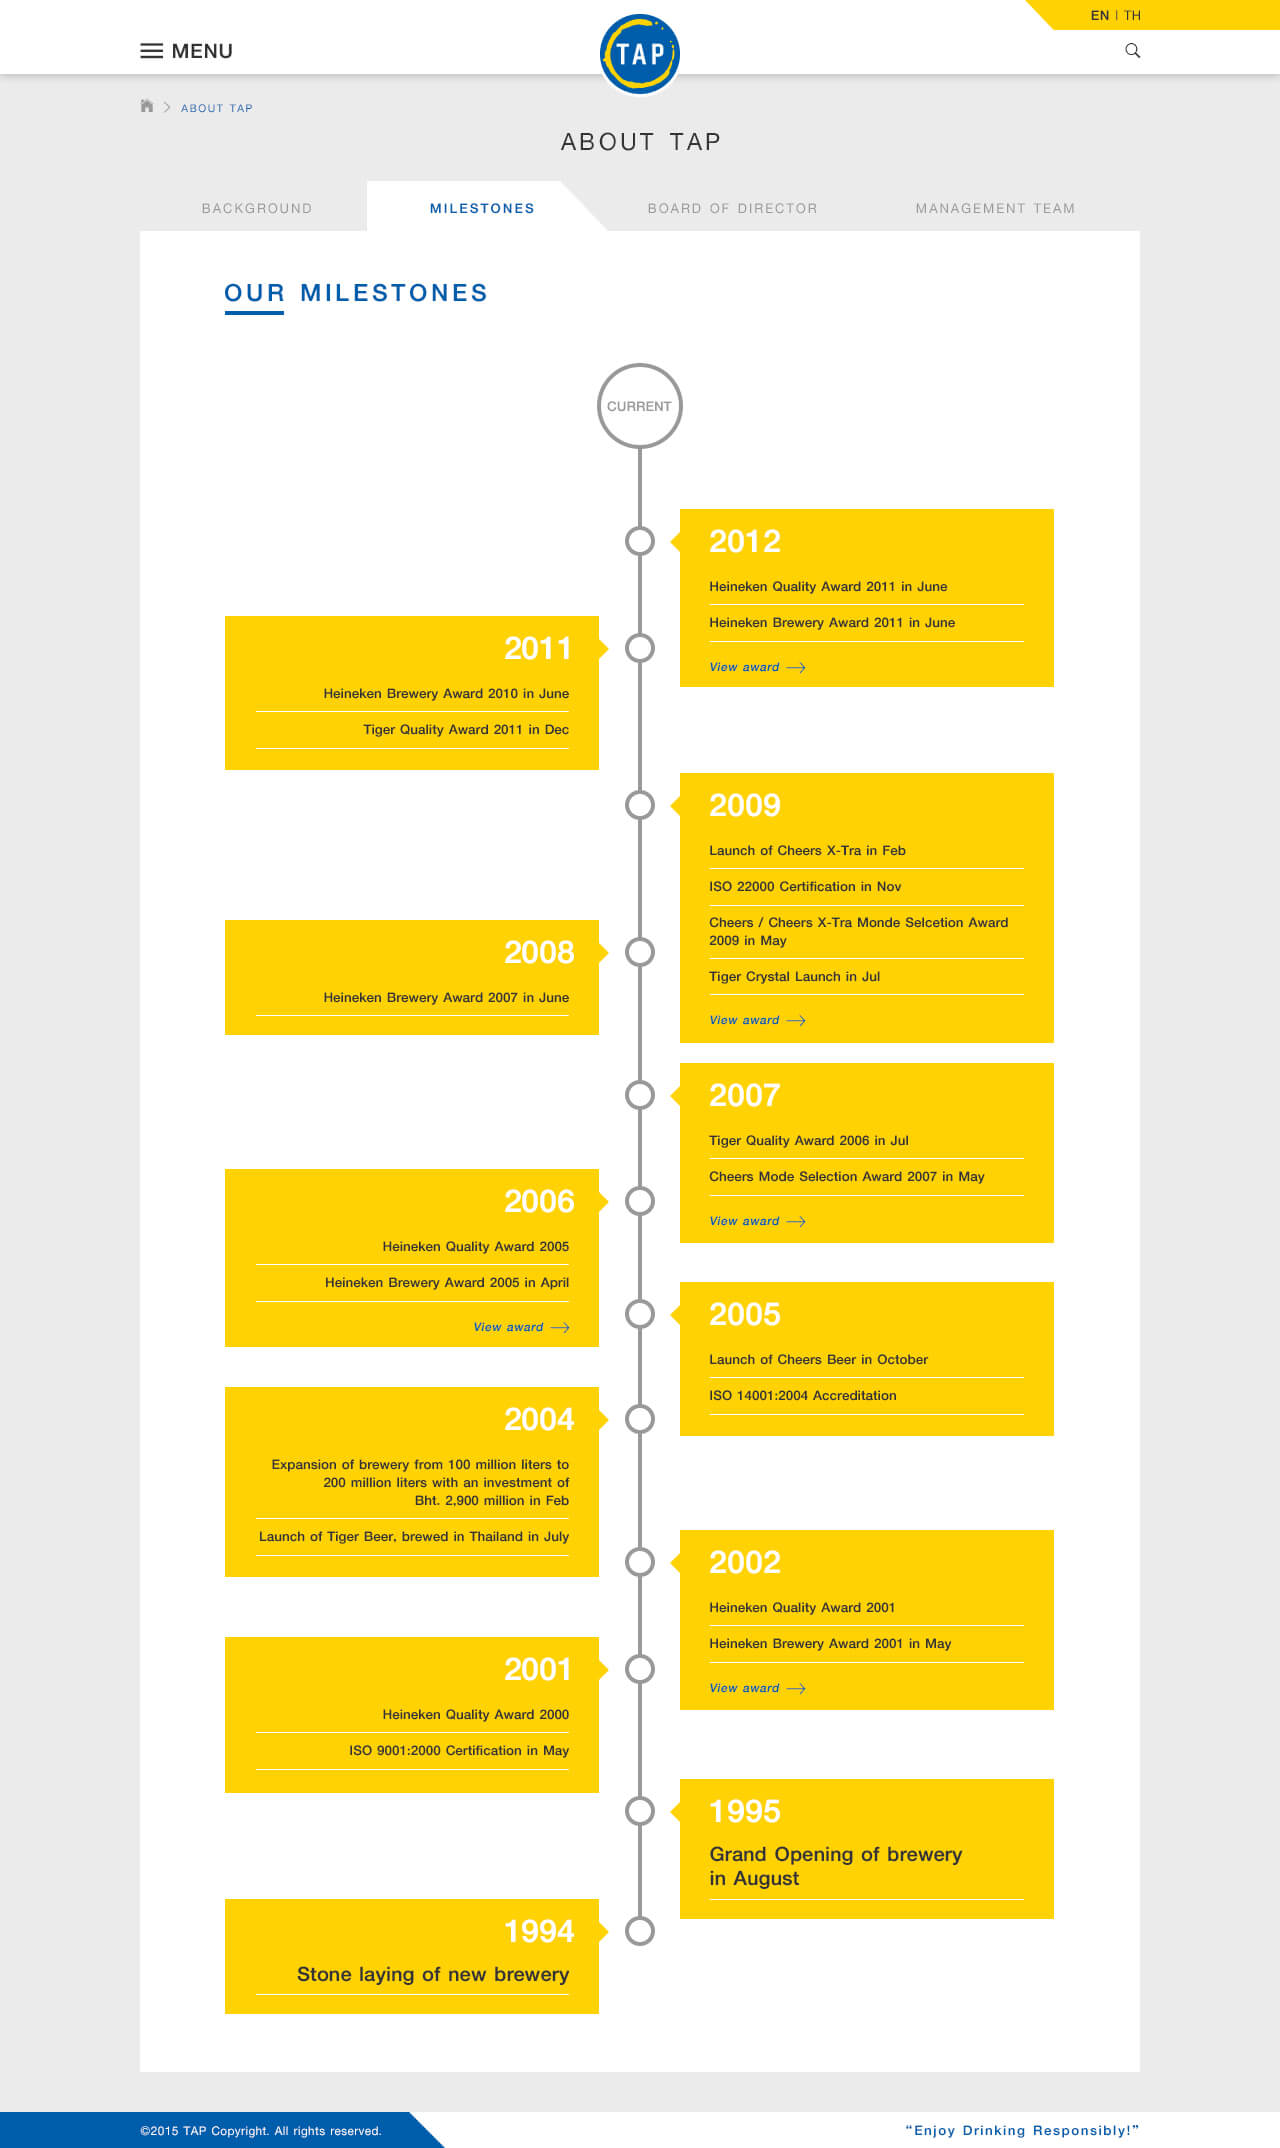 EN | TH
MENU
TAP
ABOUT TAP
ABOUT TAP
BACKGROUND
MILESTONES
BOARD OF DIRECTOR
MANAGEMENT TEAM
OUR MILESTONES
CURRENT
2012
Heineken Quality Award 2011 in June
Heineken Brewery Award 2011 in June
View award
2011
Heineken Brewery Award 2010 in June
Tiger Quality Award 2011 in Dec
2009
Launch of Cheers X-Tra in Feb
ISO 22000 Certification in Nov
Cheers / Cheers X-Tra Monde Selcetion Award
2009 in May
Tiger Crystal Launch in Jul
View award
2008
Heineken Brewery Award 2007 in June
2007
Tiger Quality Award 2006 in Jul
Cheers Mode Selection Award 2007 in May
View award
2006
Heineken Quality Award 2005
Heineken Brewery Award 2005 in April
View award
2005
Launch of Cheers Beer in October
ISO 14001:2004 Accreditation
2004
Expansion of brewery from 100 million liters to
200 million liters with an investment of
Bht. 2,900 million in Feb
Launch of Tiger Beer, brewed in Thailand in July
2002
Heineken Quality Award 2001
Heineken Brewery Award 2001 in May
View award
2001
Heineken Quality Award 2000
ISO 9001:2000 Certification in May
1995
Grand Opening of brewery
in August
1994
Stone laying of new brewery
©2015 TAP Copyright. All rights reserved.
“Enjoy Drinking Responsibly!”